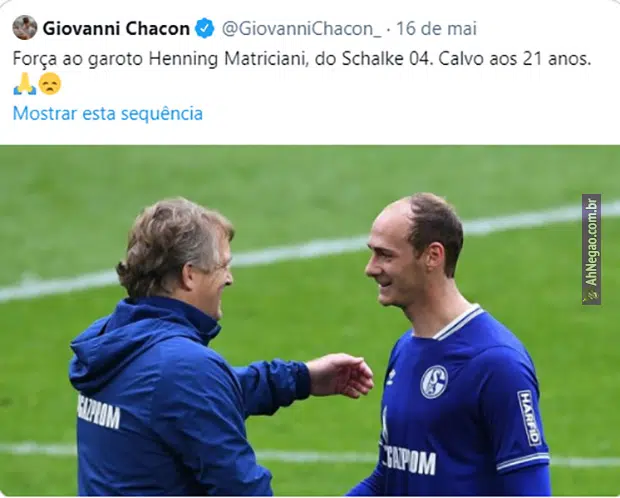 Giovanni Chacon @GiovanniChacon_ · 16 de mai
Força ao garoto Henning Matriciani, do Schalke 04. Calvo aos 21 anos.
🙏😞
Mostrar esta sequência
AhNegao.com.br
GAZPROM
HARFID
GAZPROM